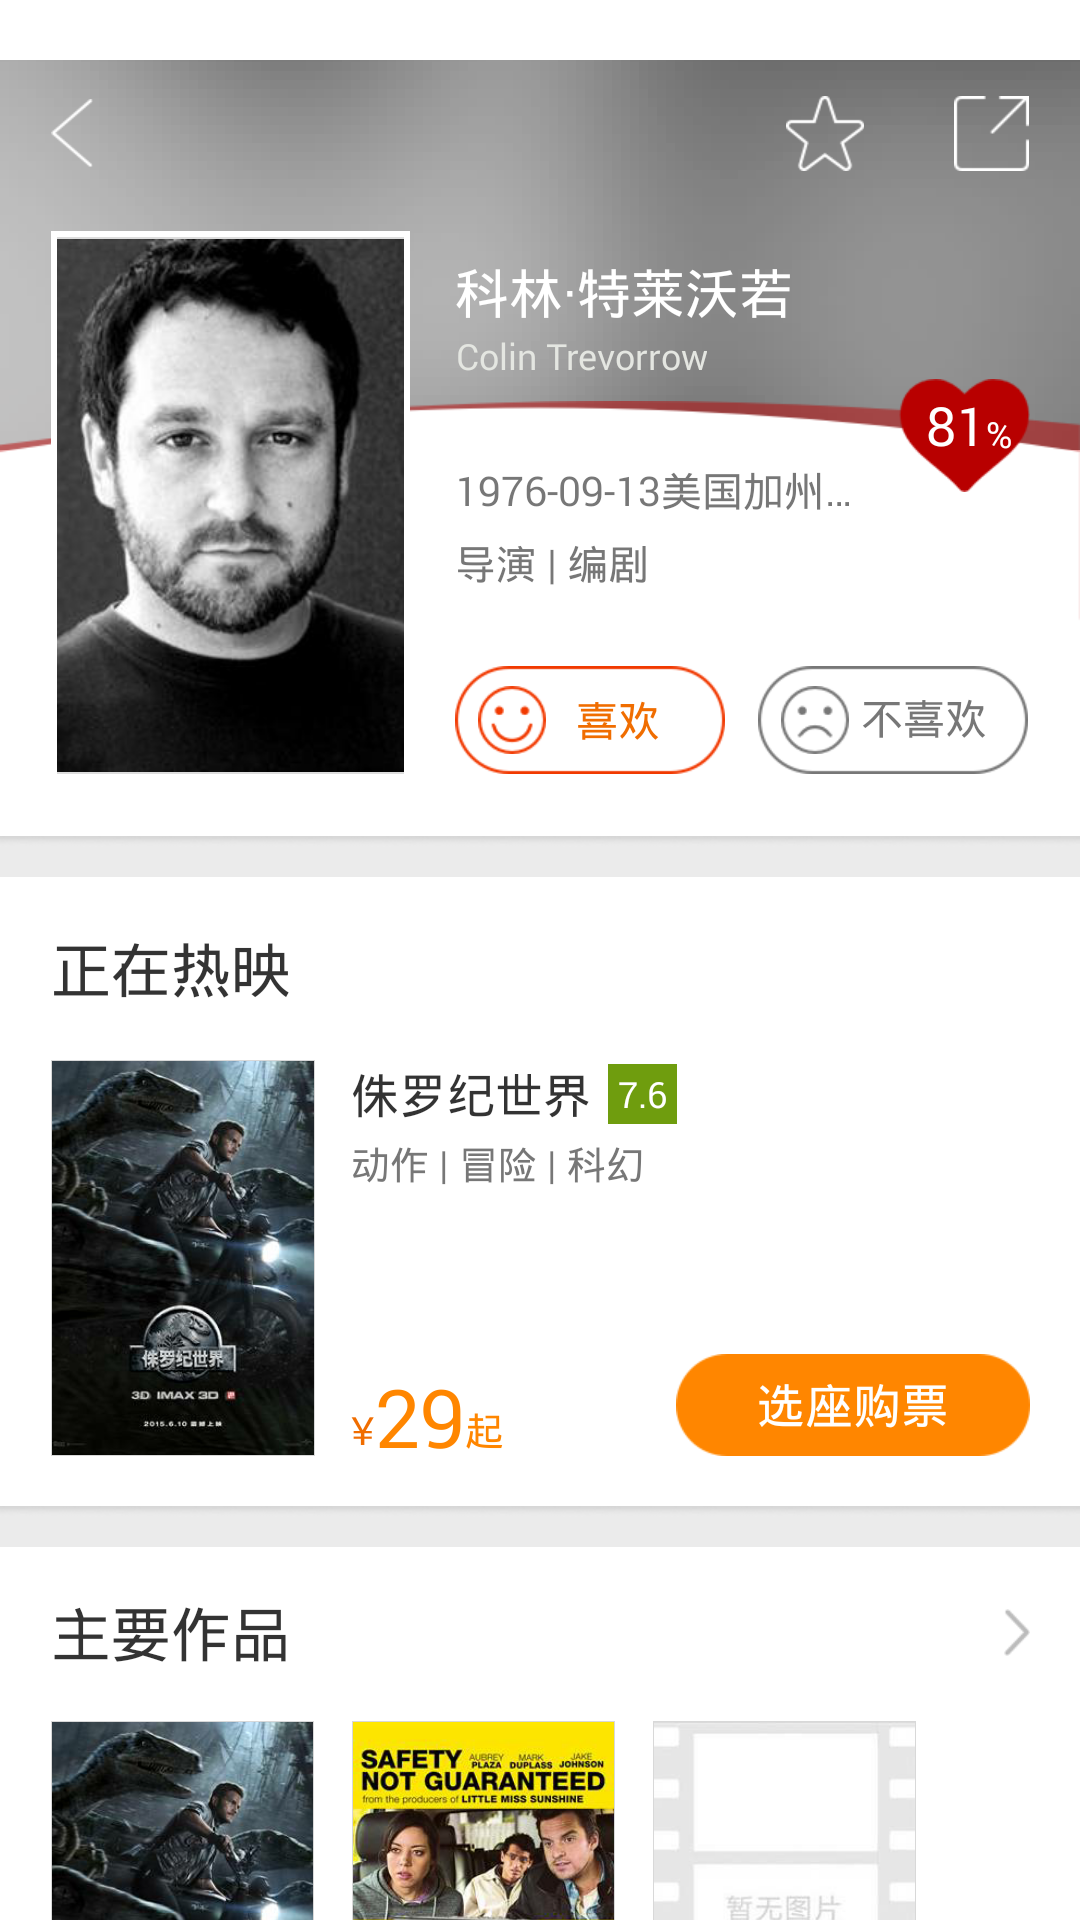 科林·特莱沃若
Colin Trevorrow
81%
1976-09-13美国加州...
导演 | 编剧
喜欢
不喜欢
正在热映
侏罗纪世界 7.6
动作 | 冒险 | 科幻
侏罗纪世界
3D IMAX 3D
2015.6.10 震撼上映
¥29起
选座购票
主要作品
AUBREY PLAZA MARK DUPLASS JAKE JOHNSON
SAFETY
NOT GUARANTEED
from the producers of LITTLE MISS SUNSHINE
暂无图片